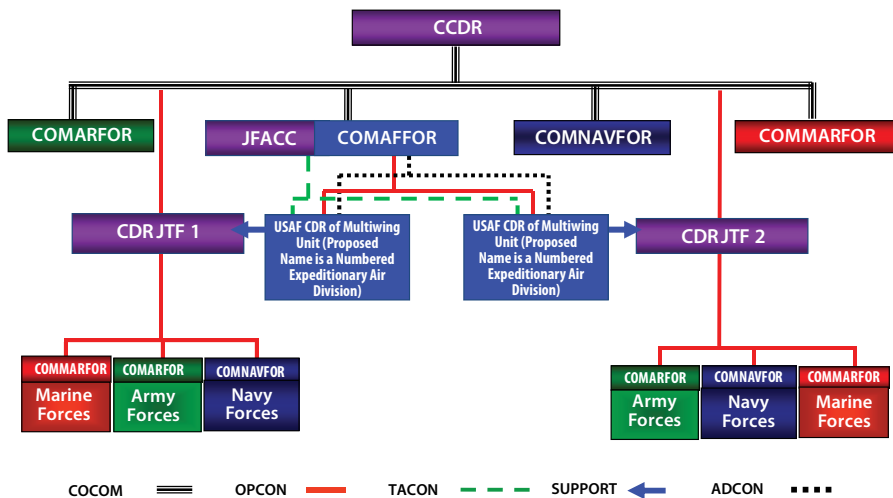 CCDR
COMARFOR
JFACC
COMAFFOR
COMNAVFOR
COMMARFOR
CDR JTF 1
USAF CDR of Multiwing
Unit (Proposed
Name is a Numbered
Expeditionary Air
Division)
USAF CDR of Multiwing
Unit (Proposed
Name is a Numbered
Expeditionary Air
Division)
CDR JTF 2
COMMARFOR
Marine
Forces
COMARFOR
Army
Forces
COMNAVFOR
Navy
Forces
COMARFOR
Army
Forces
COMNAVFOR
Navy
Forces
COMMARFOR
Marine
Forces
COCOM
OPCON
TACON
SUPPORT
ADCON